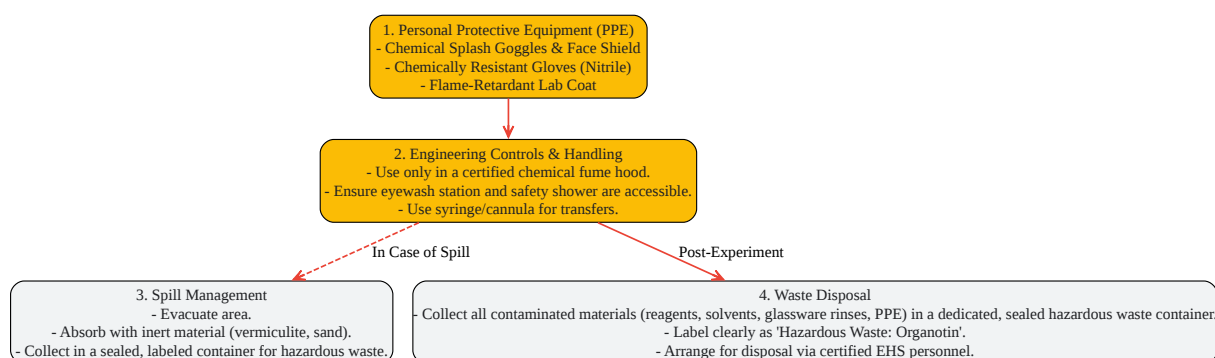 1. Personal Protective Equipment (PPE)
- Chemical Splash Goggles & Face Shield
- Chemically Resistant Gloves (Nitrile)
- Flame-Retardant Lab Coat
2. Engineering Controls & Handling
- Use only in a certified chemical fume hood.
- Ensure eyewash station and safety shower are accessible.
- Use syringe/cannula for transfers.
In Case of Spill
Post-Experiment
3. Spill Management
- Evacuate area.
- Absorb with inert material (vermiculite, sand).
- Collect in a sealed, labeled container for hazardous waste.
4. Waste Disposal
- Collect all contaminated materials (reagents, solvents, glassware rinses, PPE) in a dedicated, sealed hazardous waste container.
- Label clearly as 'Hazardous Waste: Organotin'.
- Arrange for disposal via certified EHS personnel.